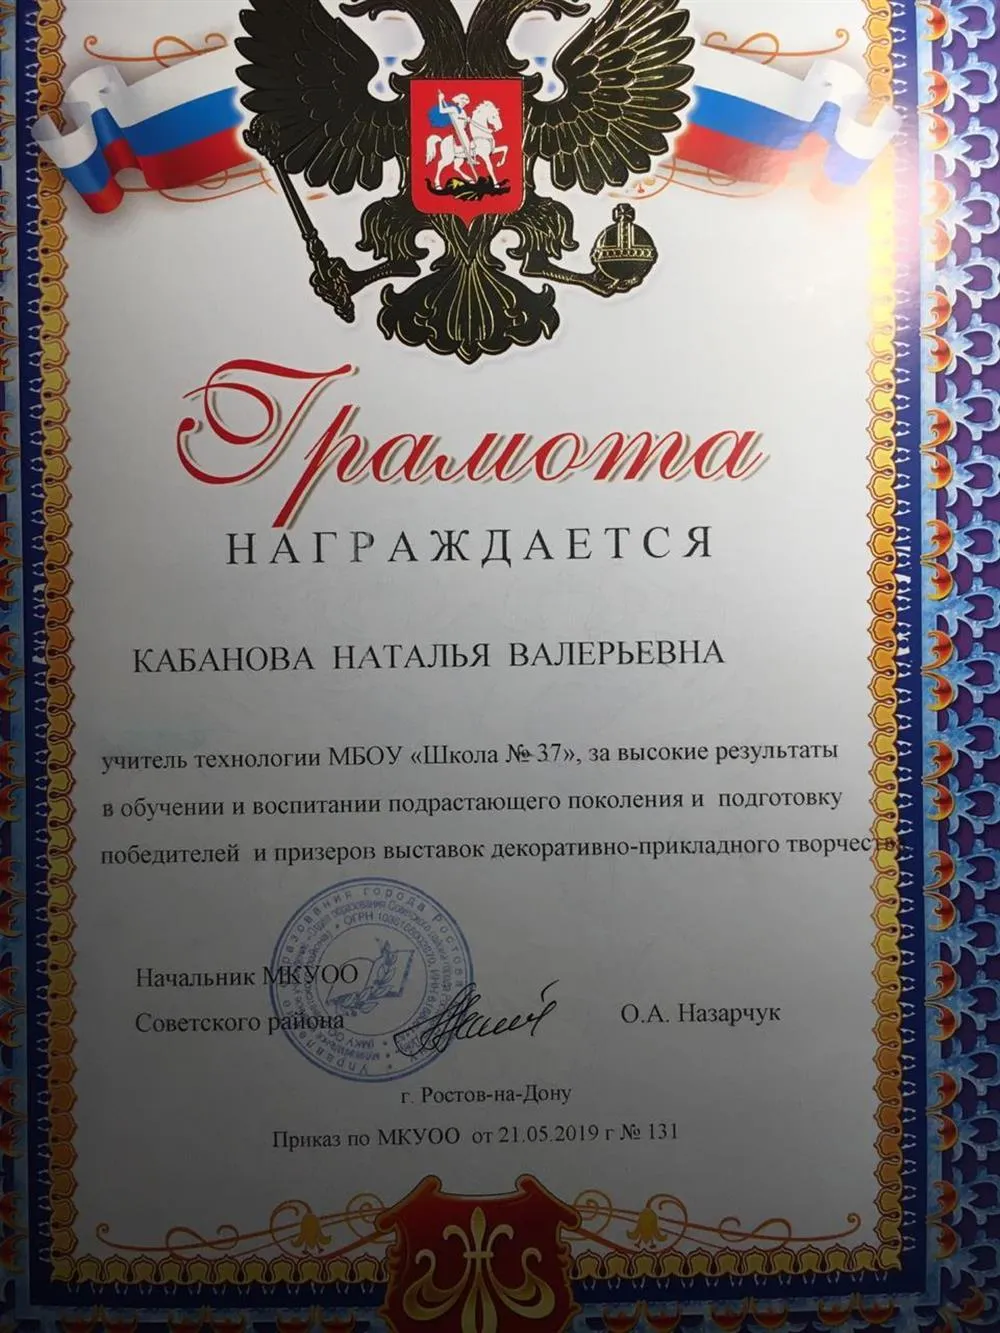 Грамота
НАГРАЖДАЕТСЯ
КАБАНОВА НАТАЛЬЯ ВАЛЕРЬЕВНА
учитель технологии МБОУ «Школа № 37», за высокие результаты
в обучении и воспитании подрастающего поколения и подготовку
победителей и призеров выставок декоративно-прикладного творчества
Начальник МКУОО
Советского района
О.А. Назарчук
г. Ростов-на-Дону
Приказ по МКУОО от 21.05.2019 г № 131